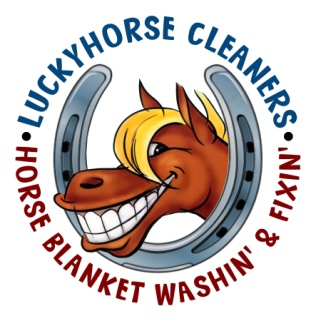 • LUCKYHORSE CLEANERS •
HORSE BLANKET WASHIN' & FIXIN'